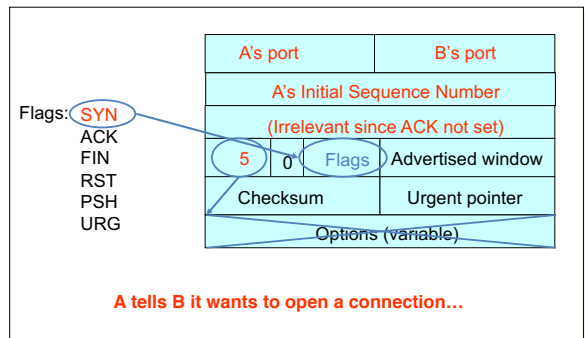 A's port B's port
A's Initial Sequence Number
Flags: SYN
(Irrelevant since ACK not set)
ACK
FIN
RST
PSH
URG
5 0 Flags Advertised window
Checksum Urgent pointer
Options (variable)
A tells B it wants to open a connection…